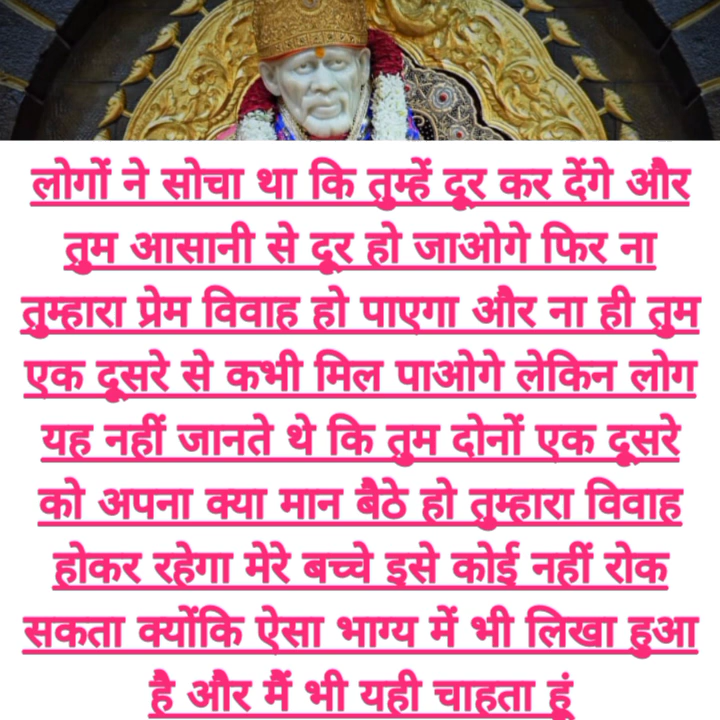 लोगों ने सोचा था कि तुम्हें दूर कर देंगे और
तुम आसानी से दूर हो जाओगे फिर ना
तुम्हारा प्रेम विवाह हो पाएगा और ना ही तुम
एक दूसरे से कभी मिल पाओगे लेकिन लोग
यह नहीं जानते थे कि तुम दोनों एक दूसरे
को अपना क्या मान बैठे हो तुम्हारा विवाह
होकर रहेगा मेरे बच्चे इसे कोई नहीं रोक
सकता क्योंकि ऐसा भाग्य में भी लिखा हुआ
है और मैं भी यही चाहता हूं